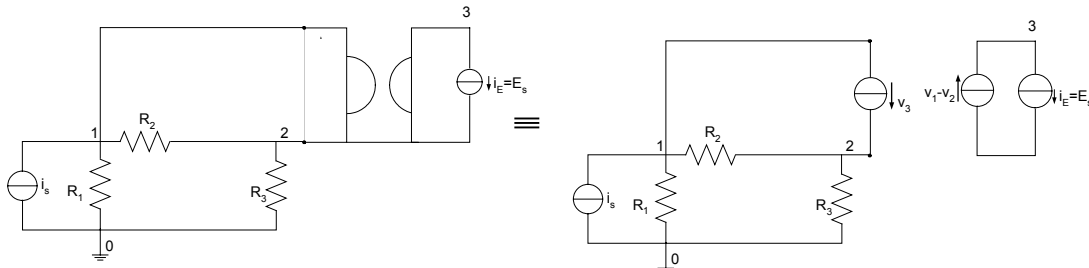 3
i_E=E_s
R_2
1
2
i_s
R_1
R_3
0
≡
3
v_3
v_1-v_2
i_E=E_s
R_2
1
2
i_s
R_1
R_3
0